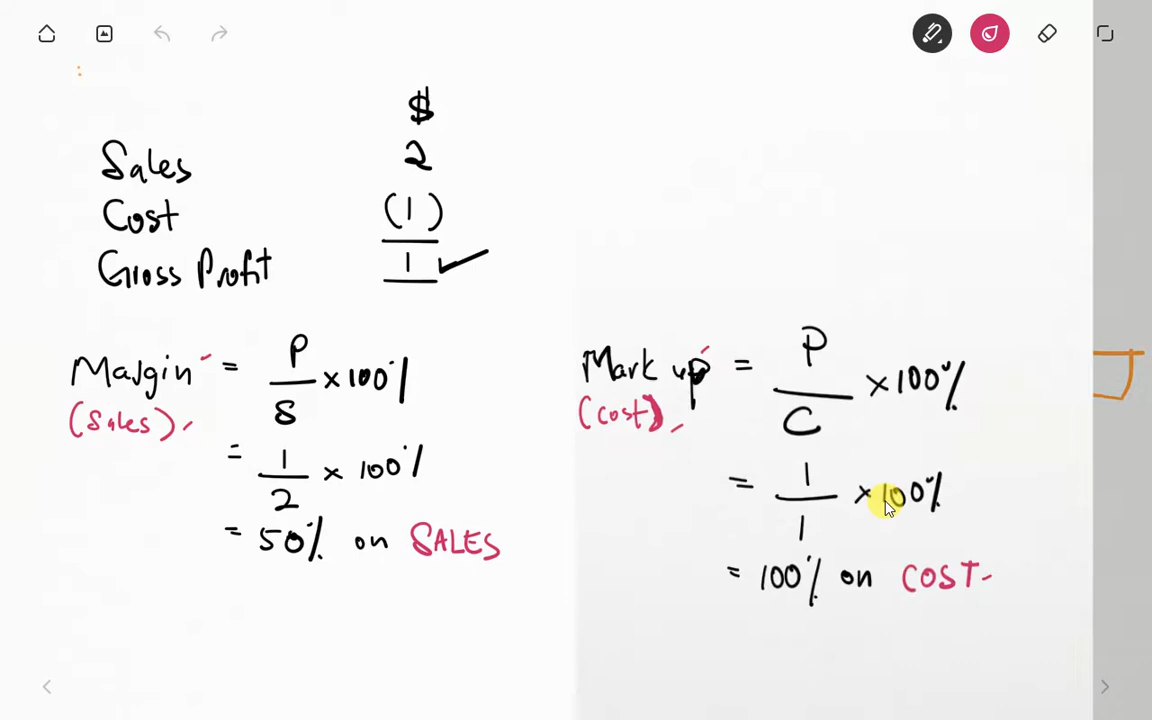 $
Sales 2
Cost (1)
Gross Profit 1
Margin = P/S × 100%
(Sales)
= 1/2 × 100%
= 50% on SALES
Mark up = P/C × 100%
(Cost)
= 1/1 × 100%
= 100% on COST